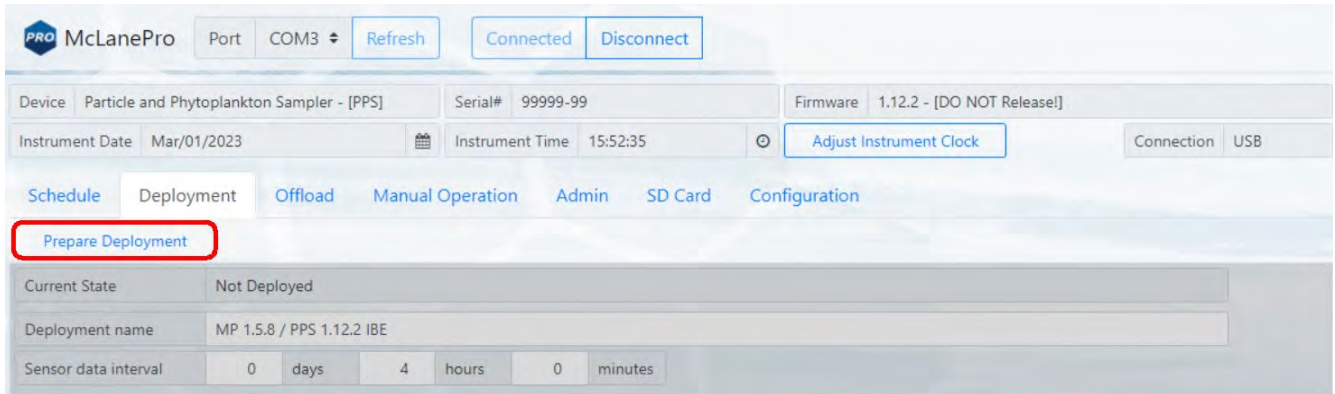 PRO McLanePro Port COM3 Refresh Connected Disconnect
Device Particle and Phytoplankton Sampler - [PPS] Serial# 99999-99 Firmware 1.12.2 - [DO NOT Release!]
Instrument Date Mar/01/2023 Instrument Time 15:52:35 Adjust Instrument Clock Connection USB
Schedule Deployment Offload Manual Operation Admin SD Card Configuration
Prepare Deployment
Current State Not Deployed
Deployment name MP 1.5.8 / PPS 1.12.2 IBE
Sensor data interval 0 days 4 hours 0 minutes